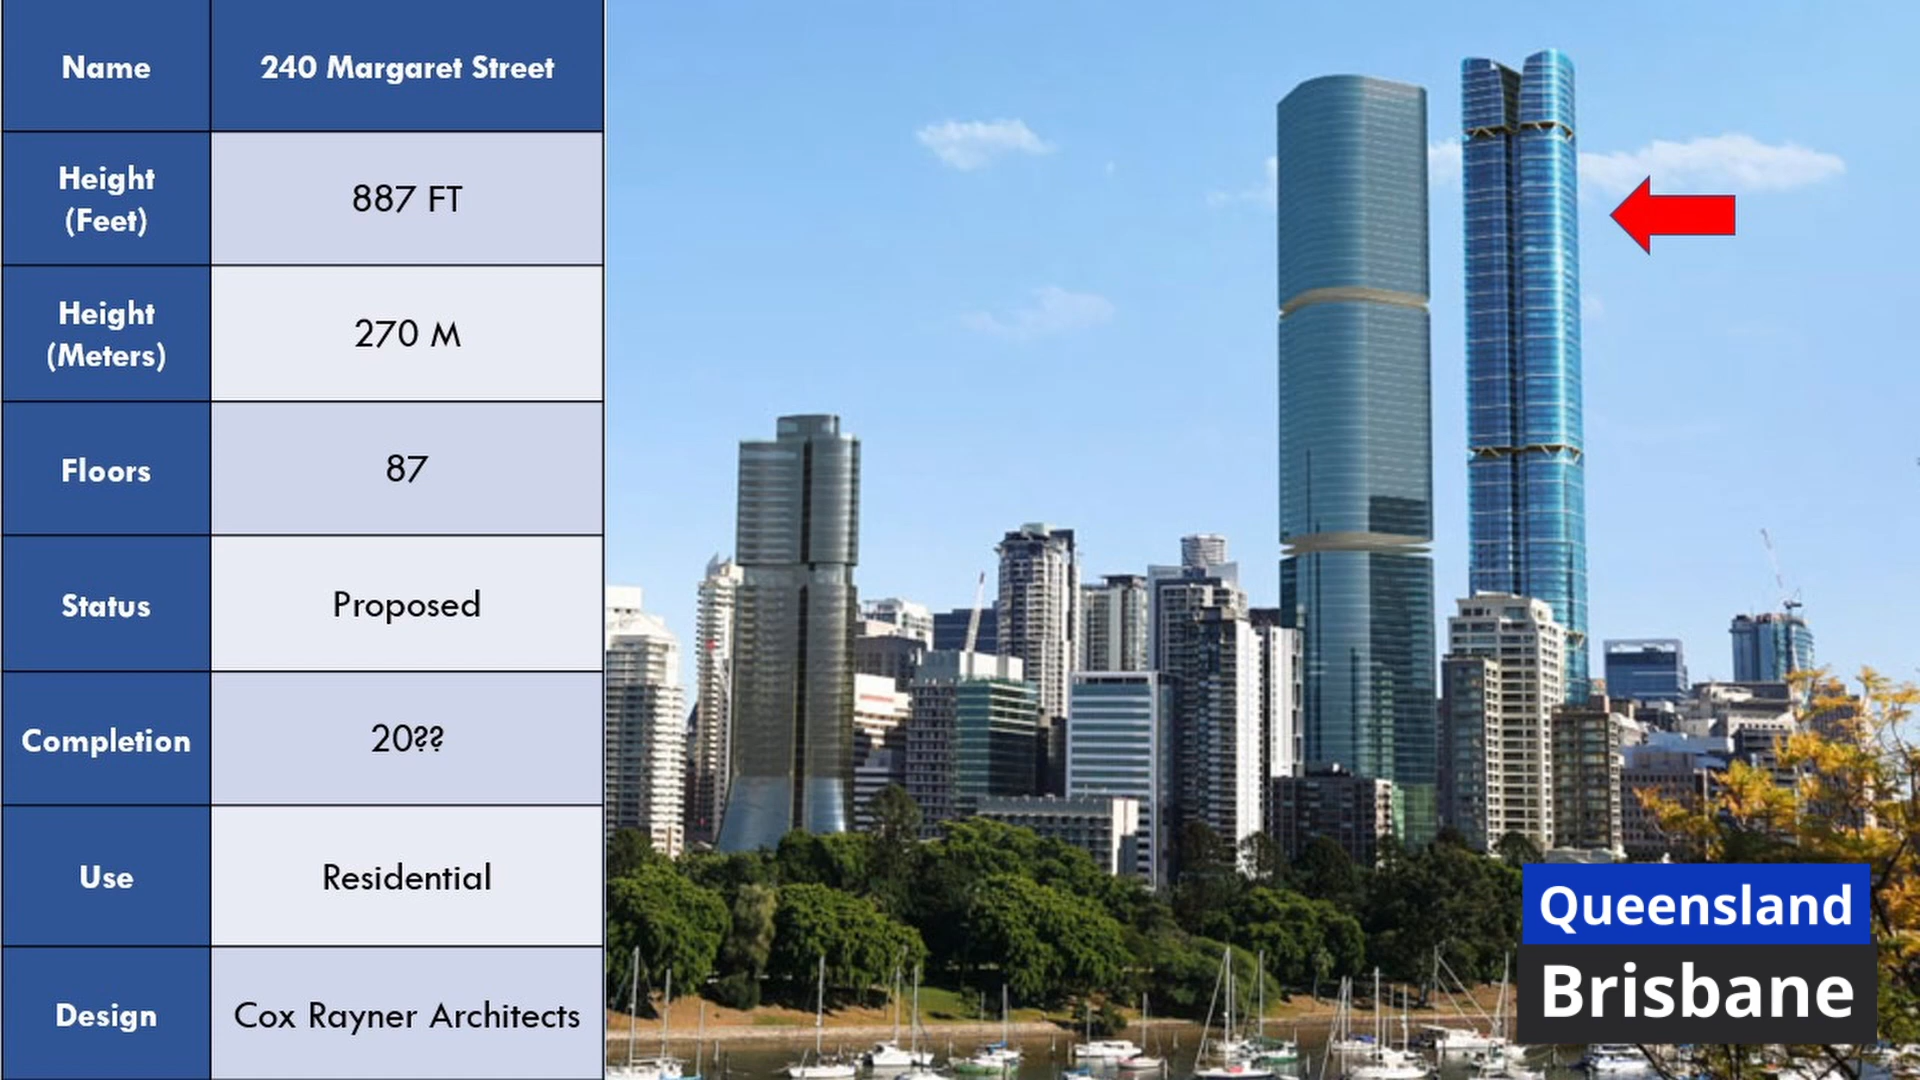 Name
240 Margaret Street
Height
(Feet)
887 FT
Height
(Meters)
270 M
Floors
87
Status
Proposed
Completion
20??
Use
Residential
Design
Cox Rayner Architects
Queensland
Brisbane